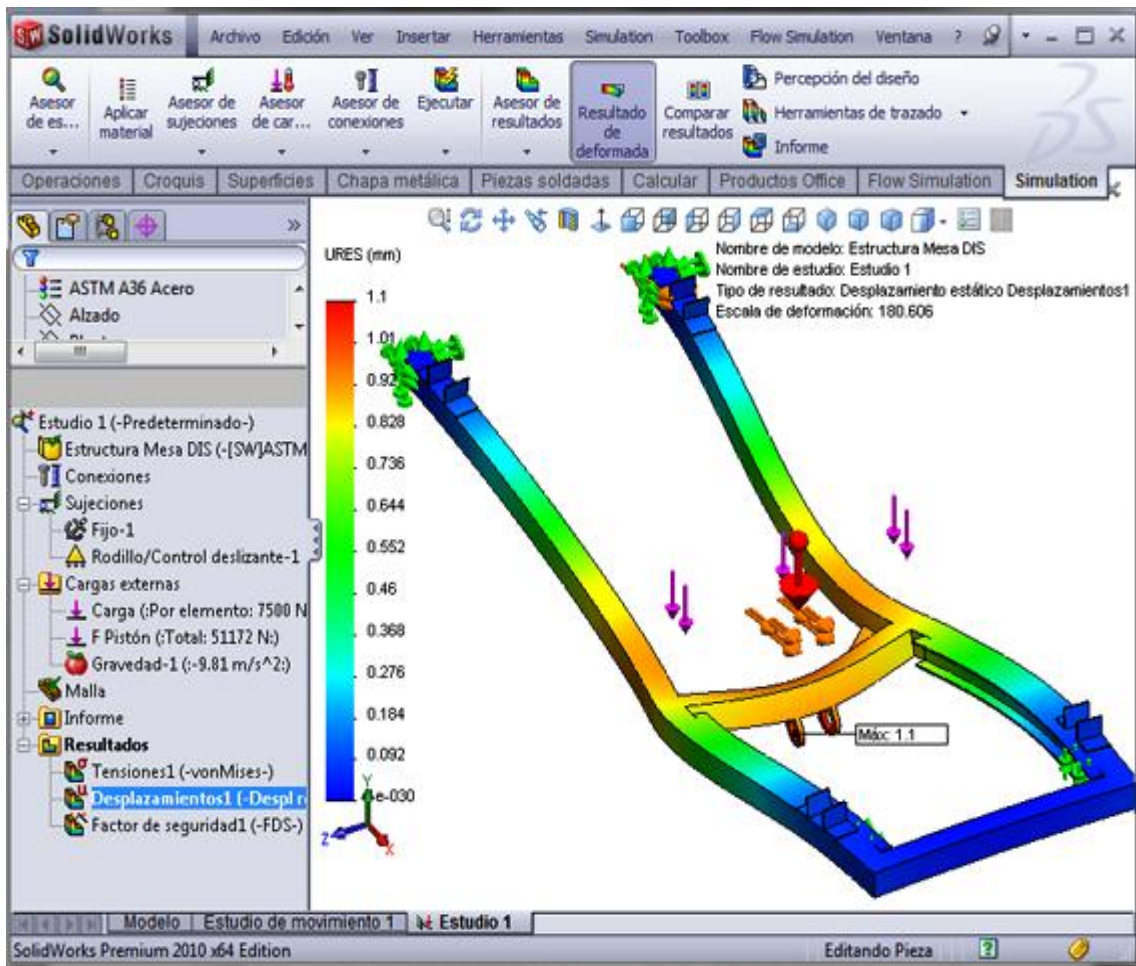 SolidWorks Archivo Edición Ver Insertar Herramientas Simulation Toolbox Flow Simulation Ventana ?
Asesor de es...
Aplicar material
Asesor de sujeciones
Asesor de car...
Asesor de conexiones
Ejecutar
Asesor de resultados
Resultado de deformada
Comparar resultados
Percepción del diseño
Herramientas de trazado
Informe
Operaciones Croquis Superficies Chapa metálica Piezas soldadas Calcular Productos Office Flow Simulation Simulation
ASTM A36 Acero
Alzado
Estudio 1 (-Predeterminado-)
Estructura Mesa DIS (-[SW]ASTM
Conexiones
Sujeciones
Fijo-1
Rodillo/Control deslizante-1
Cargas externas
Carga (:Por elemento: 7500 N
F Pistón (:Total: 51172 N:)
Gravedad-1 (:-9.81 m/s^2:)
Malla
Informe
Resultados
Tensiones1 (-vonMises-)
Desplazamientos1 (-Despl r
Factor de seguridad1 (-FDS-)
URES (mm)
1.1
1.01
0.92
0.828
0.736
0.644
0.552
0.46
0.368
0.276
0.184
0.092
e-030
Nombre de modelo: Estructura Mesa DIS
Nombre de estudio: Estudio 1
Tipo de resultado: Desplazamiento estático Desplazamientos1
Escala de deformación: 180.606
Máx: 1.1
Y
Z
X
Modelo Estudio de movimiento 1 Estudio 1
SolidWorks Premium 2010 x64 Edition Editando Pieza